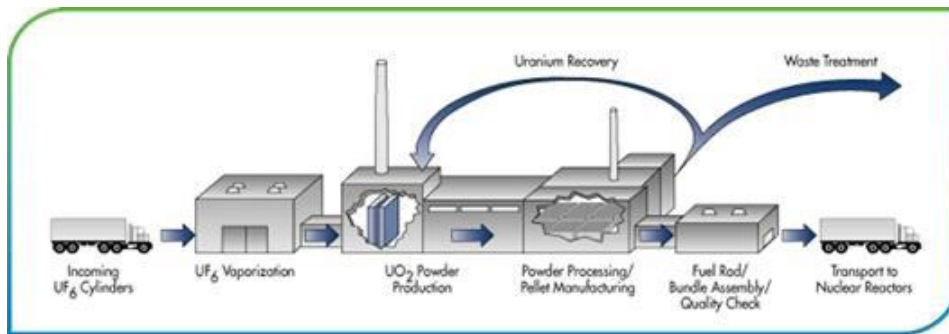 Uranium Recovery
Waste Treatment
Incoming
UF6 Cylinders
UF6 Vaporization
UO2 Powder
Production
Powder Processing/
Pellet Manufacturing
Fuel Rod/
Bundle Assembly/
Quality Check
Transport to
Nuclear Reactors